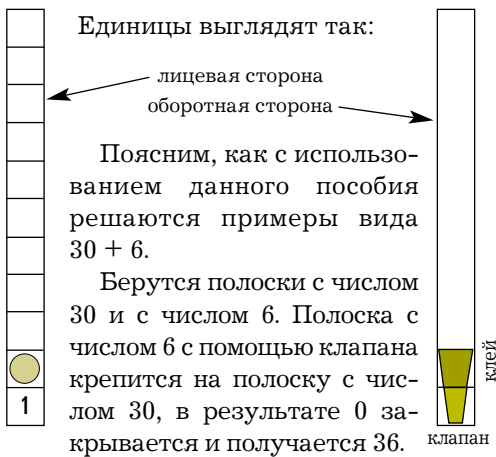 Единицы выглядят так:
лицевая сторона
оборотная сторона
Поясним, как с использо-
ванием данного пособия
решаются примеры вида
30 + 6.
Берутся полоски с числом
30 и с числом 6. Полоска с
числом 6 с помощью клапана
крепится на полоску с чис-
лом 30, в результате 0 за-
крывается и получается 36.
1
клей
клапан